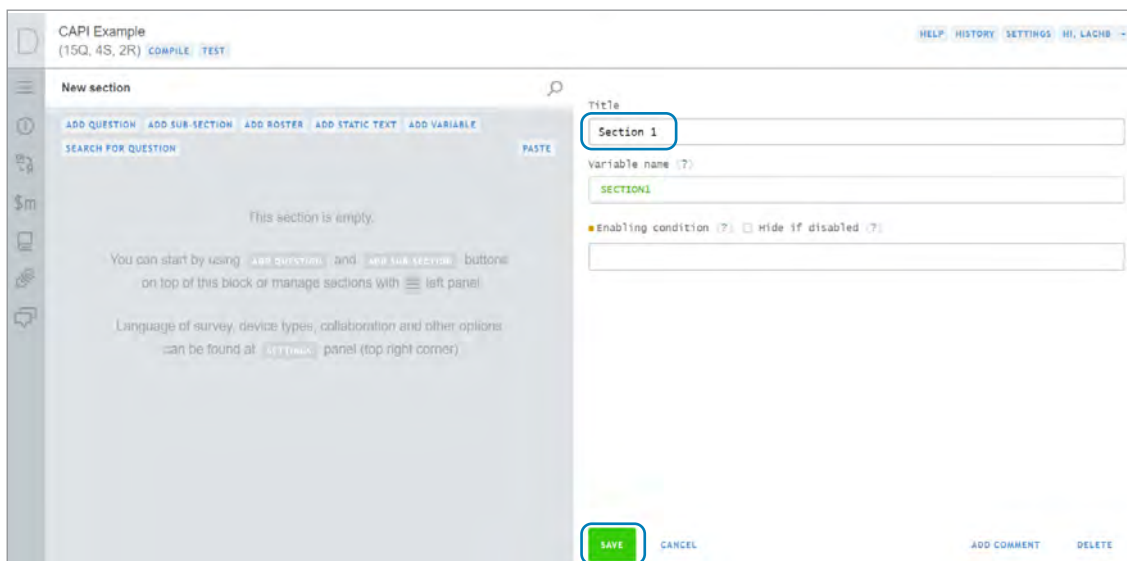 CAPI Example
(15Q, 4S, 2R) COMPILE TEST
HELP HISTORY SETTINGS HI, LACHB
New section
ADD QUESTION ADD SUB-SECTION ADD ROSTER ADD STATIC TEXT ADD VARIABLE
SEARCH FOR QUESTION PASTE
This section is empty.
You can start by using ADD QUESTION and ADD SUB-SECTION buttons
on top of this block or manage sections with left panel
Language of survey, device types, collaboration and other options
can be found at SETTINGS panel (top right corner)
Title
Section 1
Variable name (?)
SECTION1
Enabling condition (?) Hide if disabled (?)
SAVE CANCEL ADD COMMENT DELETE
D
$m